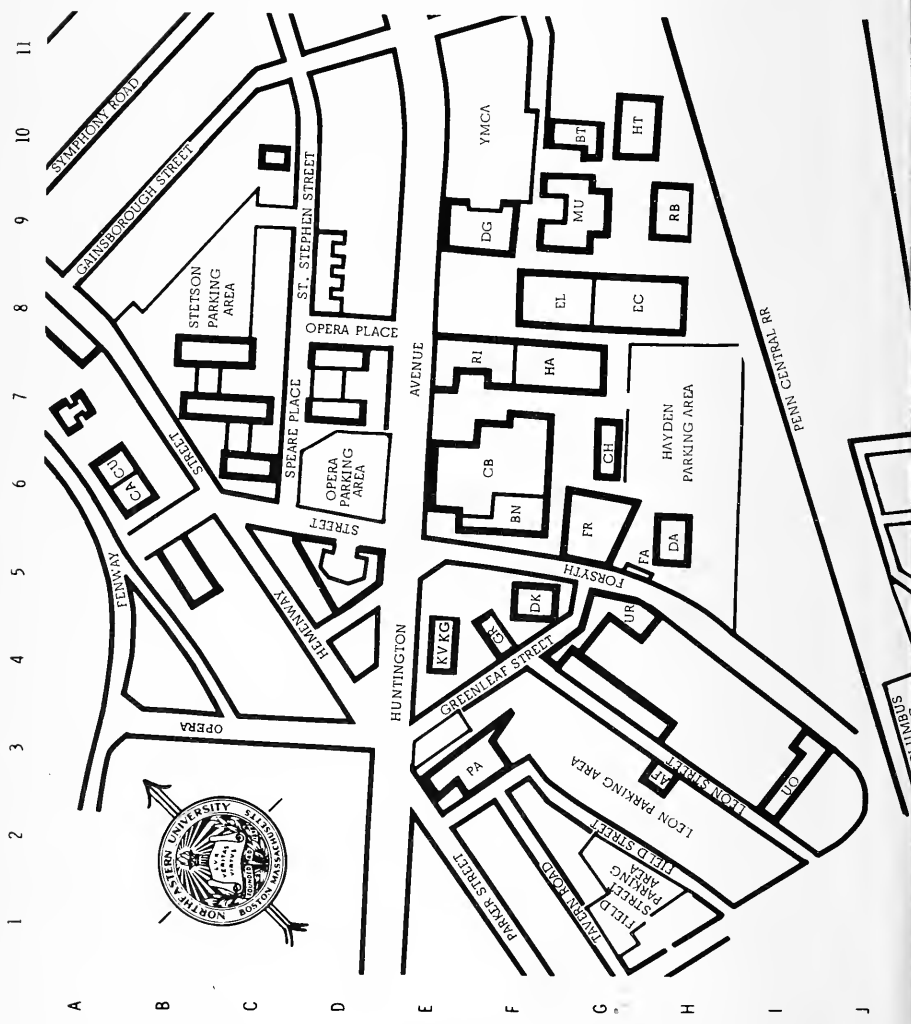 1 2 3 4 5 6 7 8 9 10 11
A
B
C
D
E
F
G
H
I
J
SYMPHONY ROAD
GAINSBOROUGH STREET
ST. STEPHEN STREET
STETSON
PARKING
AREA
OPERA PLACE
SPEARE PLACE
OPERA
PARKING
AREA
STREET
STREET
CU
CA
FENWAY
HEMENWAY
OPERA
HUNTINGTON
AVENUE
NORTHEASTERN UNIVERSITY
BOSTON MASSACHUSETTS
LVX
VERITAS
VIRTVS
YMCA
BT
HT
DG
MU
RB
EL
EC
RI
HA
CB
BN
CH
HAYDEN
PARKING AREA
FR
FA
DA
FORSYTH
DK
GR
KV KG
UR
GREENLEAF STREET
PA
LEON PARKING AREA
AF
LEON STREET
UO
FIELD STREET
FIELD
STREET
PARKING
AREA
TAVERN ROAD
PARKER STREET
PENN CENTRAL RR